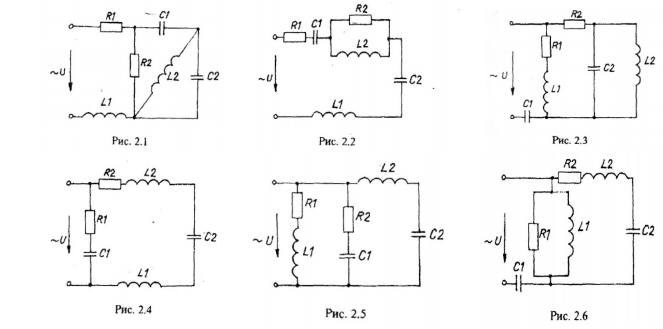 R1 C1
R2
L2
C2
~U
L1
Рис. 2.1
R2
R1 C1
L2
C2
~U
L1
Рис. 2.2
R2
R1
C2
L2
~U
L1
C1
Рис. 2.3
R2 L2
R1
C2
~U
C1
L1
Рис. 2.4
L2
R1
R2
C2
~U
L1
C1
Рис. 2.5
R2 L2
R1
L1
C2
~U
C1
Рис. 2.6